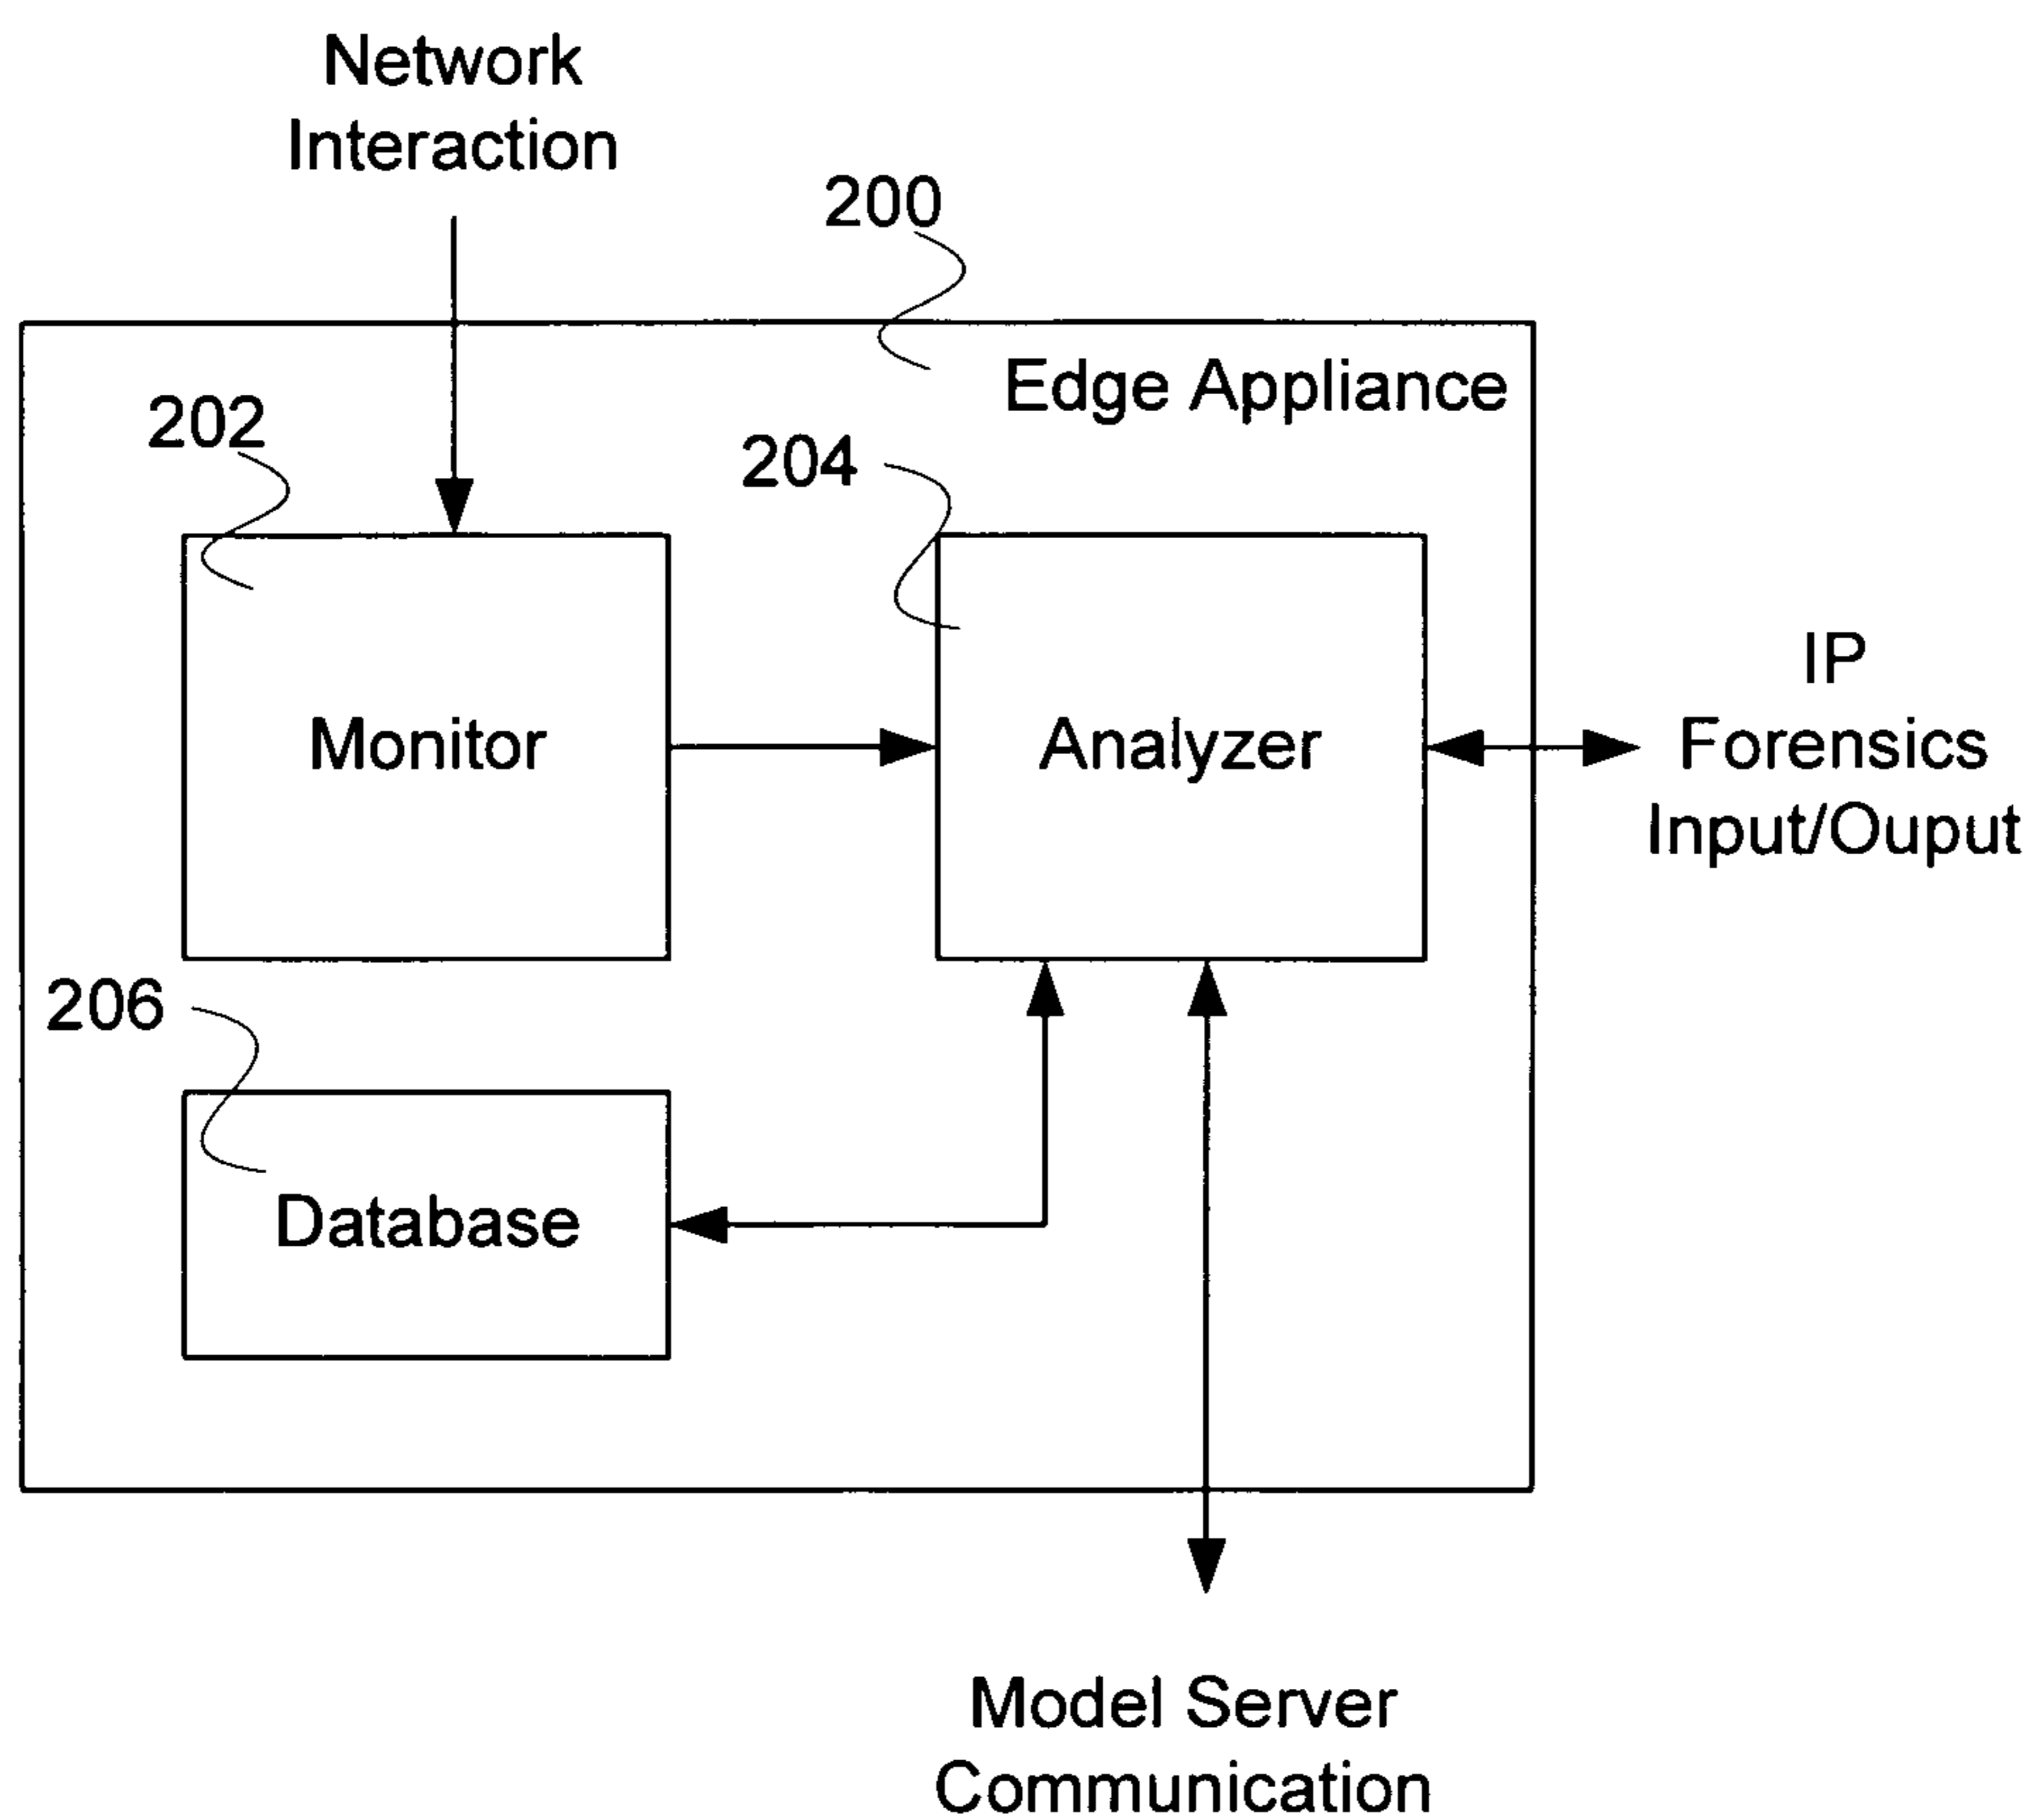 Network
Interaction
200
Edge Appliance
202
204
Monitor
Analyzer
IP
Forensics
Input/Ouput
206
Database
Model Server
Communication